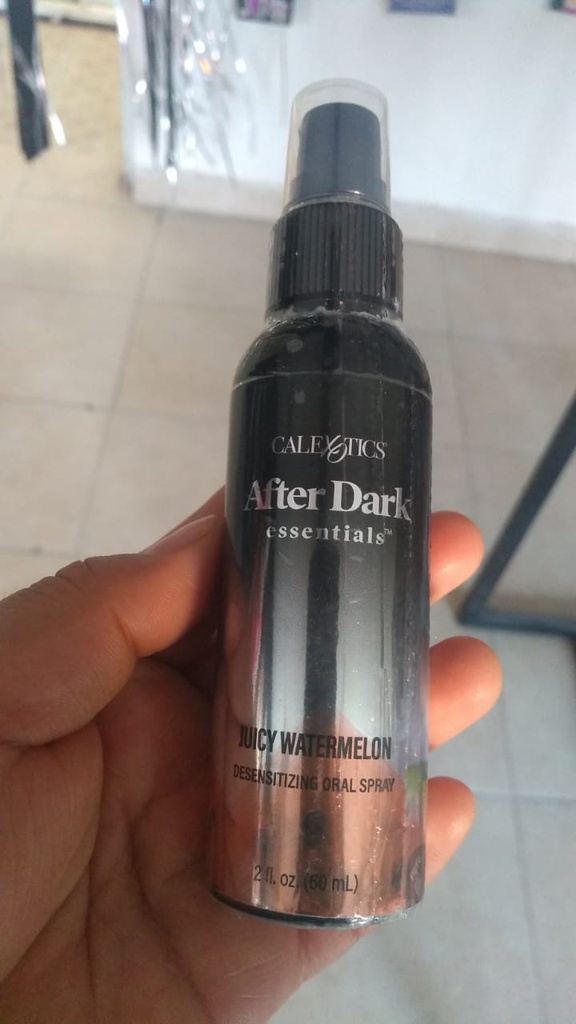 CALEXOTICS®
After Dark
essentials™
JUICY WATERMELON
DESENSITIZING ORAL SPRAY
2 fl. oz. (60 mL)